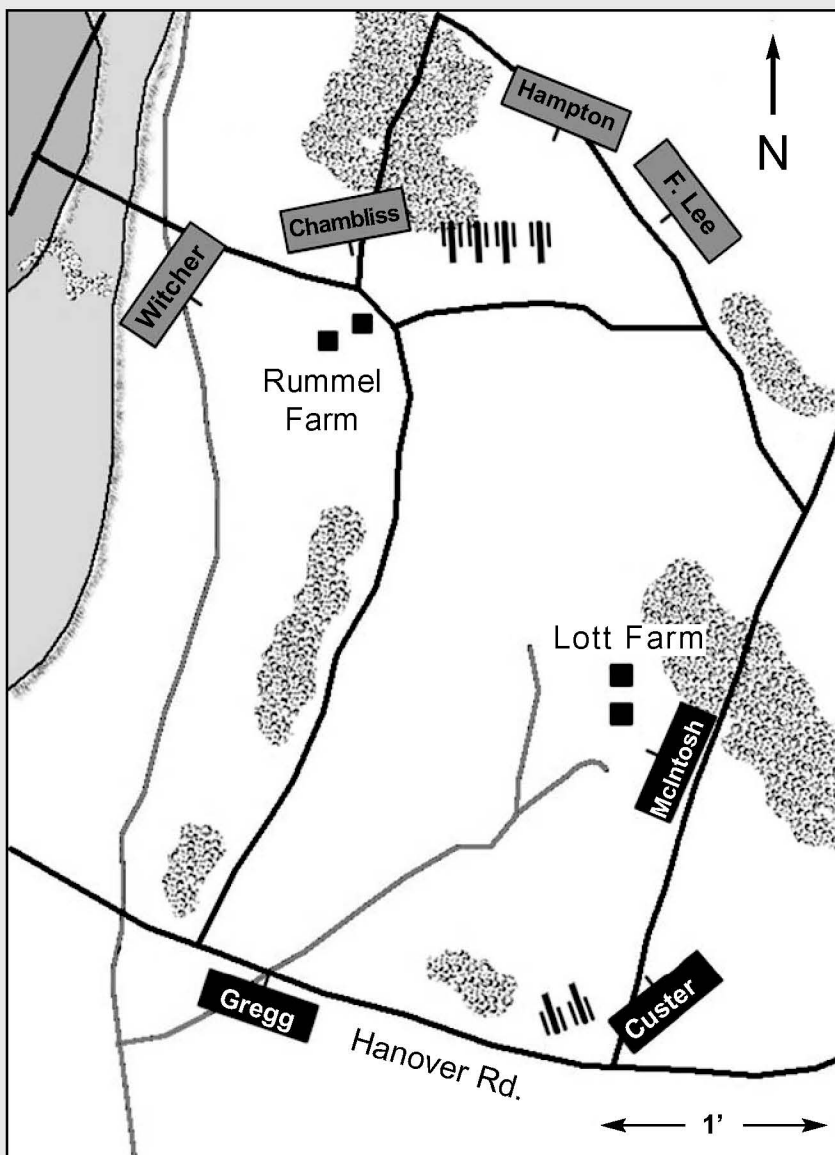 Hampton
N
F. Lee
Chambliss
Witcher
Rummel
Farm
Lott Farm
McIntosh
Gregg
Custer
Hanover Rd.
1’